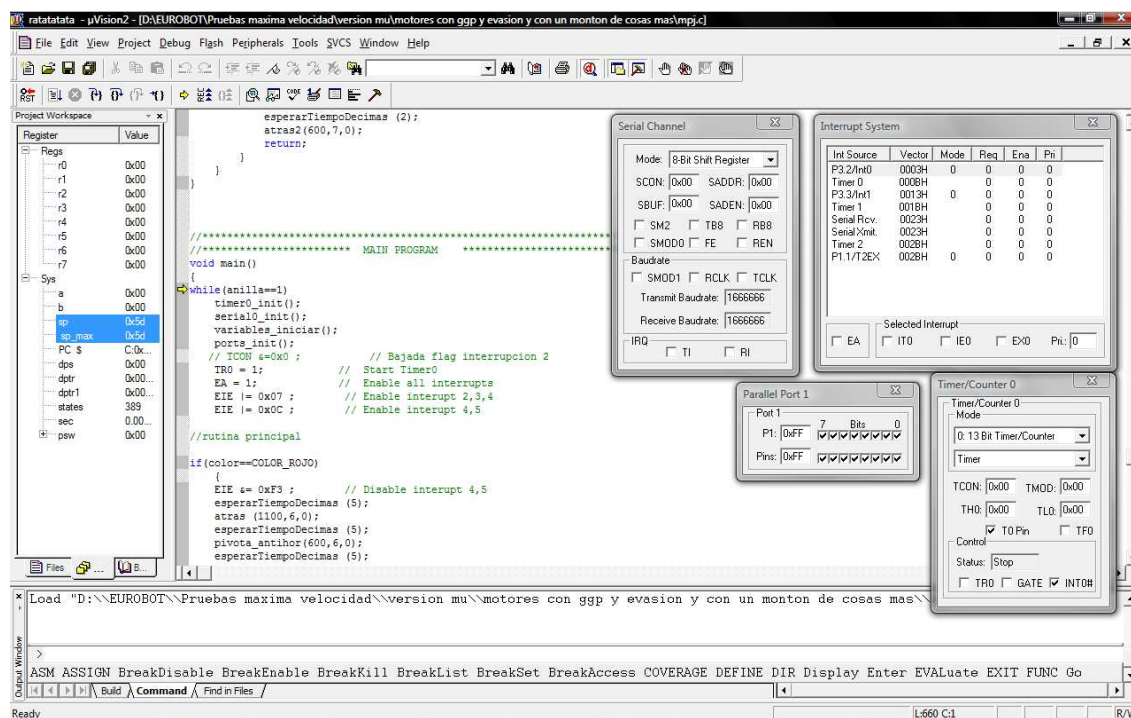 ratatatata - µVision2 - [D:\EUROBOT\Pruebas maxima velocidad\version mu\motores con ggp y evasion y con un monton de cosas mas\mpj.c]
File Edit View Project Debug Flash Peripherals Tools SVCS Window Help
Project Workspace
Register Value
Regs
r0 0x00
r1 0x00
r2 0x00
r3 0x00
r4 0x00
r5 0x00
r6 0x00
r7 0x00
Sys
a 0x00
b 0x00
sp 0x5d
sp_max 0x5d
PC $ C:0x...
dps 0x00
dptr 0x00...
dptr1 0x00...
states 389
sec 0.00...
psw 0x00
Files ... B...
esperarTiempoDecimas (2);
atras2(600,7,0);
return;
}
}
}
//************************************************************
//*********************** MAIN PROGRAM ***********************
void main()
{
while(anilla==1)
timer0_init();
serial0_init();
variables_iniciar();
ports_init();
// TCON &=0x0 ; // Bajada flag interrupcion 2
TR0 = 1; // Start Timer0
EA = 1; // Enable all interrupts
EIE |= 0x07 ; // Enable interupt 2,3,4
EIE |= 0x0C ; // Enable interupt 4,5
//rutina principal
if(color==COLOR_ROJO)
{
EIE &= 0xF3 ; // Disable interupt 4,5
esperarTiempoDecimas (5);
atras (1100,6,0);
esperarTiempoDecimas (5);
pivota_antihor(600,6,0);
esperarTiempoDecimas (5);
Serial Channel
Mode: 8-Bit Shift Register
SCON: 0x00 SADDR: 0x00
SBUF: 0x00 SADEN: 0x00
SM2 TB8 RB8
SMOD0 FE REN
Baudrate
SMOD1 RCLK TCLK
Transmit Baudrate: 1666666
Receive Baudrate: 1666666
IRQ
TI RI
Interrupt System
Int Source Vector Mode Req Ena Pri
P3.2/Int0 0003H 0 0 0 0
Timer 0 000BH 0 0 0
P3.3/Int1 0013H 0 0 0 0
Timer 1 001BH 0 0 0
Serial Rcv. 0023H 0 0 0
Serial Xmit. 0023H 0 0 0
Timer 2 002BH 0 0 0
P1.1/T2EX 002BH 0 0 0 0
Selected Interrupt
EA IT0 IE0 EX0 Pri.: 0
Parallel Port 1
Port 1
P1: 0xFF 7 Bits 0
Pins: 0xFF
Timer/Counter 0
Timer/Counter 0
Mode
0: 13 Bit Timer/Counter
Timer
TCON: 0x00 TMOD: 0x00
TH0: 0x00 TL0: 0x00
T0 Pin TF0
Control
Status: Stop
TR0 GATE INT0#
Load "D:\\EUROBOT\\Pruebas maxima velocidad\\version mu\\motores con ggp y evasion y con un monton de cosas mas\\
>
ASM ASSIGN BreakDisable BreakEnable BreakKill BreakList BreakSet BreakAccess COVERAGE DEFINE DIR Display Enter EVALuate EXIT FUNC Go
Output Window
Build Command Find in Files
Ready L:660 C:1 R/